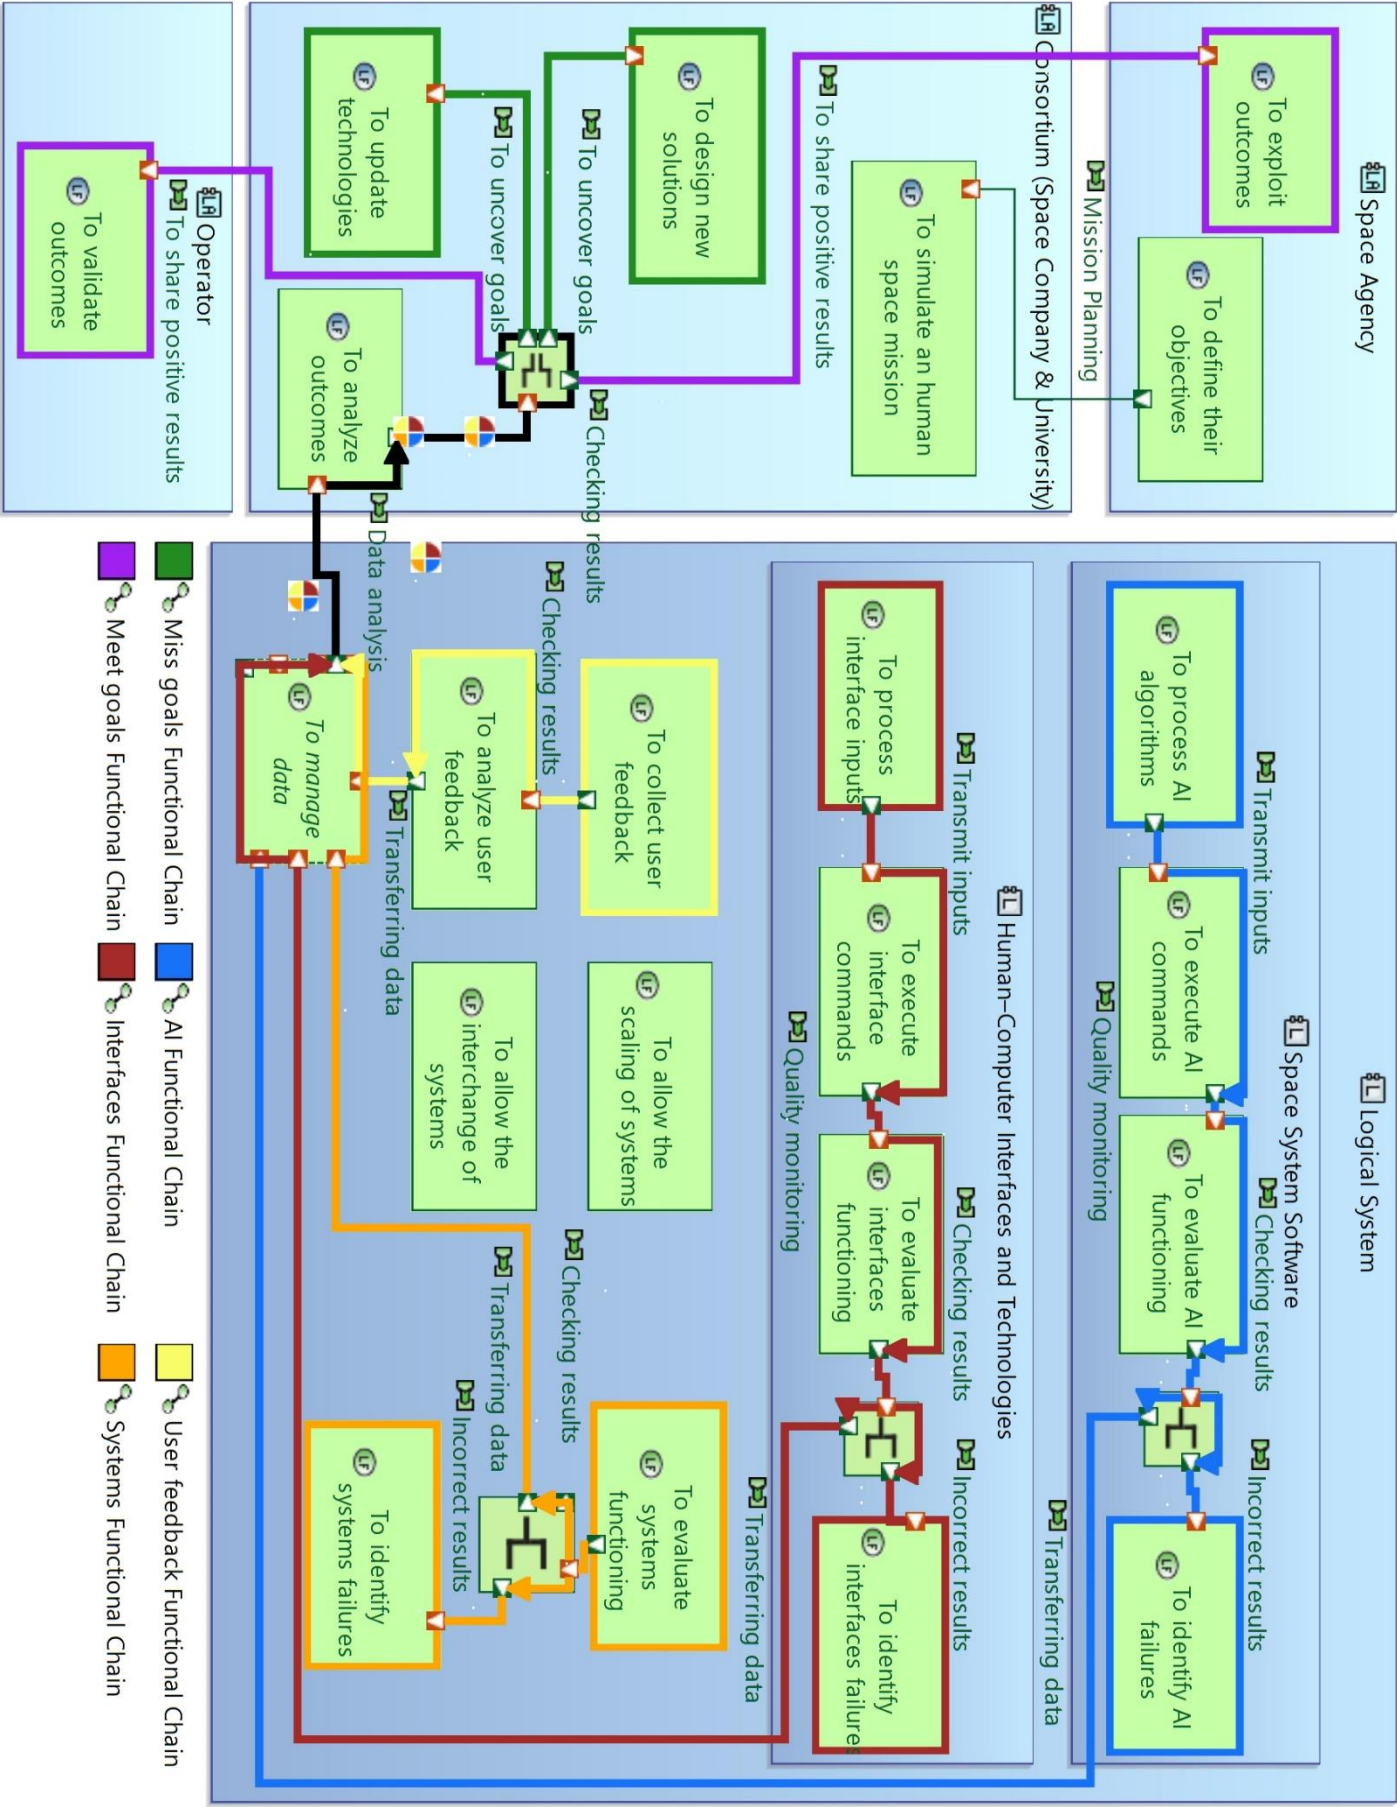 Space Agency
To exploit
outcomes
To define their
objectives
Mission Planning
Consortium (Space Company & University)
To simulate an human
space mission
To share positive results
To design new
solutions
To uncover goals
Checking results
To uncover goals
To update
technologies
To analyze
outcomes
Data analysis
Operator
To share positive results
To validate
outcomes
Logical System
Space System Software
Transmit inputs
Checking results
Incorrect results
To process AI
algorithms
To execute AI
commands
To evaluate AI
functioning
To identify AI
failures
Quality monitoring
Transferring data
Human–Computer Interfaces and Technologies
Transmit inputs
Checking results
Incorrect results
To process
interface inputs
To execute
interface
commands
To evaluate
interfaces
functioning
To identify
interfaces failures
Quality monitoring
Transferring data
To collect user
feedback
To allow the
scaling of systems
To evaluate
systems
functioning
Checking results
Checking results
To analyze user
feedback
To allow the
interchange of
systems
Transferring data
Incorrect results
Transferring data
To manage
data
To identify
systems failures
Miss goals Functional Chain
AI Functional Chain
User feedback Functional Chain
Meet goals Functional Chain
Interfaces Functional Chain
Systems Functional Chain